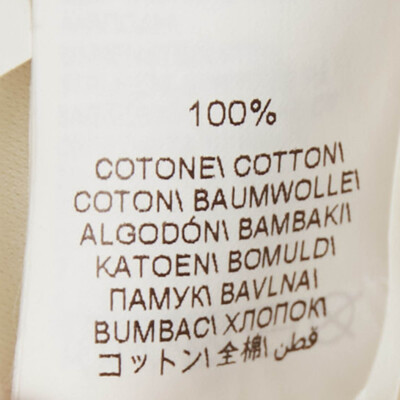 100%
COTONE\ COTTON\
COTON\ BAUMWOLLE\
ALGODÓN\ BAMBAKI\
KATOEN\ BOMULD\
ПАМУК\ BAVLNA\
BUMBAC\ ХЛОПОК\
コットン\ 全棉\ قطن